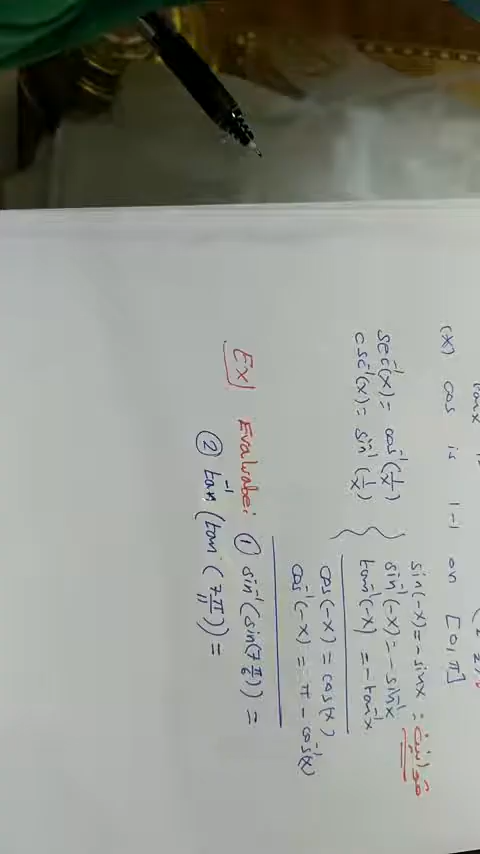 (*) cos is 1-1 on [0, π]
sin(-x) = -sinx : قوانين
sec⁻¹(x) = cos⁻¹(1/x)
sin⁻¹(-x) = -sin⁻¹x
csc⁻¹(x) = sin⁻¹(1/x)
tan⁻¹(-x) = -tan⁻¹x
cos(-x) = cos(x)
cos⁻¹(-x) = π - cos⁻¹(x)
Ex) Evaluate: ① sin⁻¹(sin(7π/6)) =
② tan⁻¹(tan(7π/11)) =